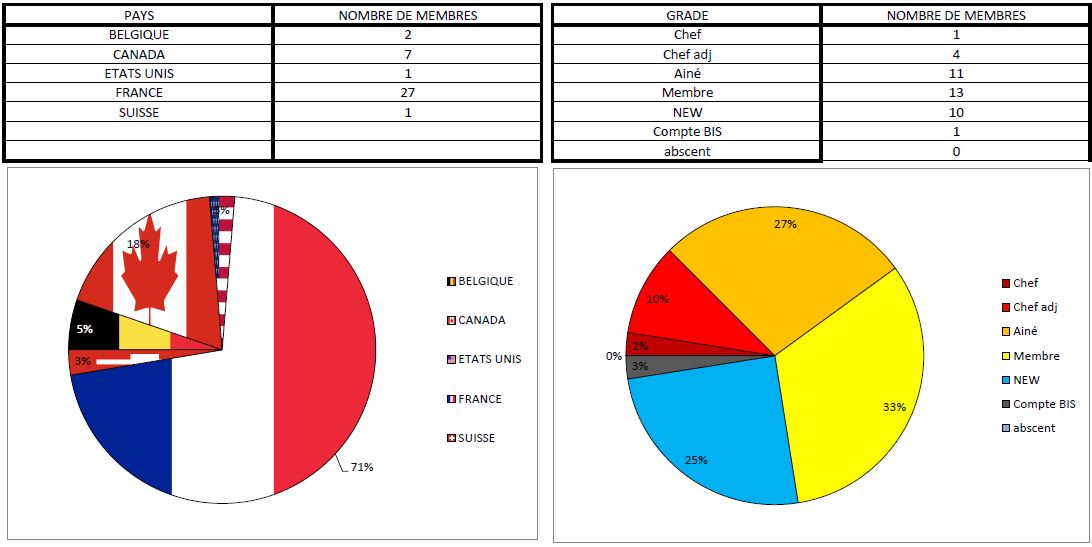 PAYS NOMBRE DE MEMBRES
BELGIQUE 2
CANADA 7
ETATS UNIS 1
FRANCE 27
SUISSE 1
GRADE NOMBRE DE MEMBRES
Chef 1
Chef adj 4
Ainé 11
Membre 13
NEW 10
Compte BIS 1
abscent 0
18%
5%
3%
71%
BELGIQUE
CANADA
ETATS UNIS
FRANCE
SUISSE
27%
10%
2%
0%
3%
33%
25%
Chef
Chef adj
Ainé
Membre
NEW
Compte BIS
abscent